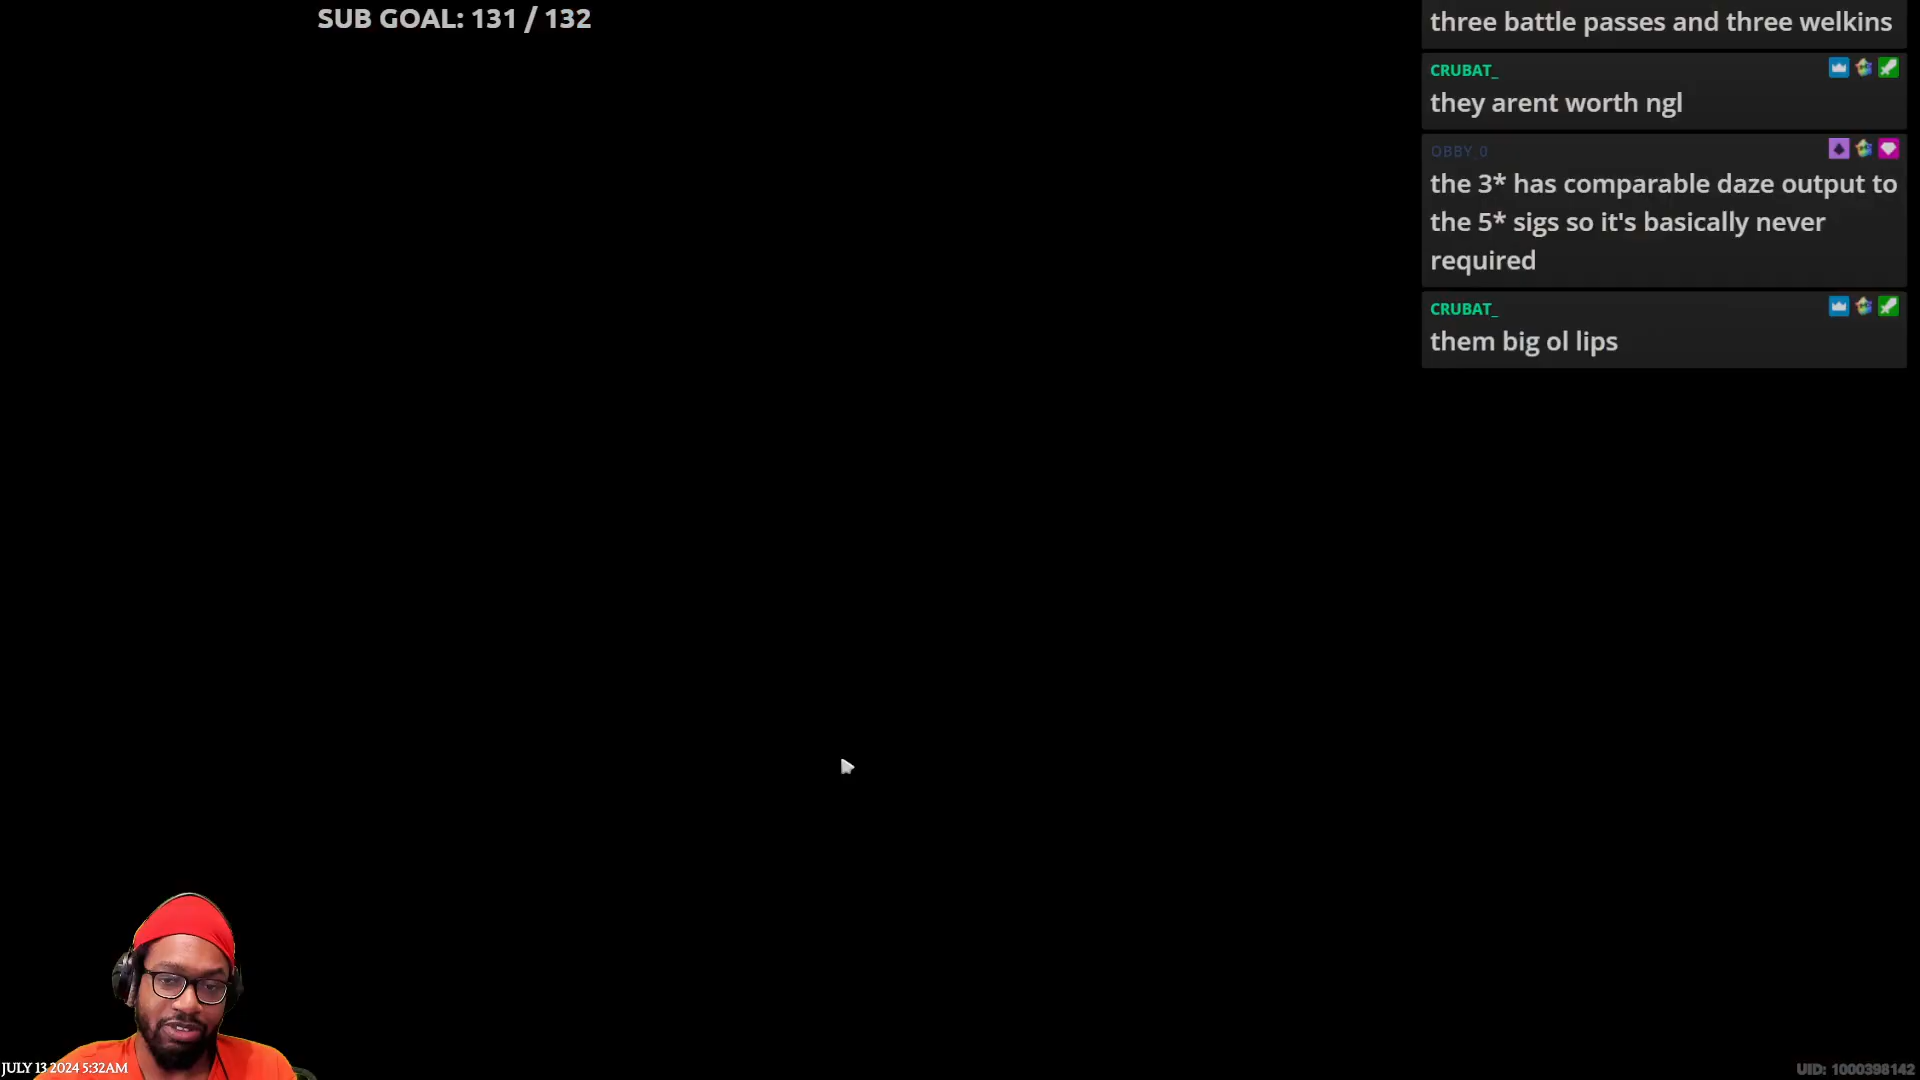 SUB GOAL: 131 / 132
three battle passes and three welkins
CRUBAT_
they arent worth ngl
OBBY_0
the 3* has comparable daze output to
the 5* sigs so it's basically never
required
CRUBAT_
them big ol lips
JULY 13 2024 5:32AM
UID: 1000398142